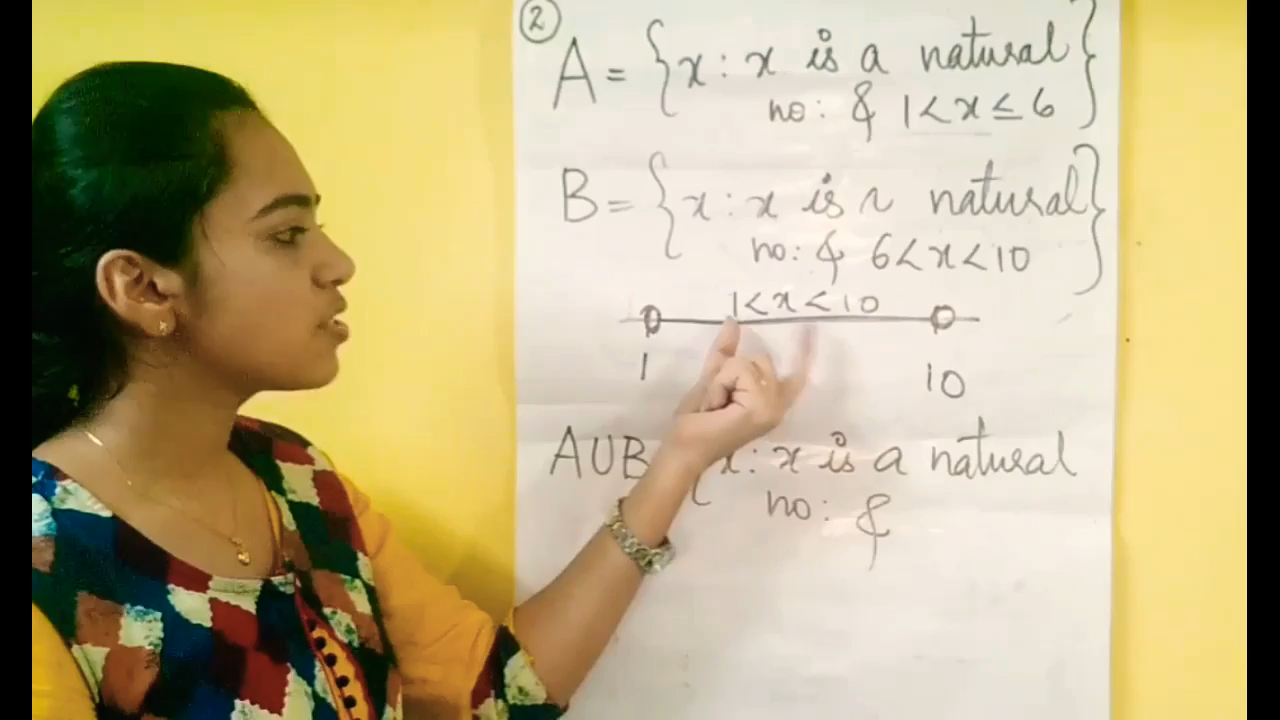 ②
A = {x : x is a natural
no: & 1 < x ≤ 6}
B = {x : x is a natural
no: & 6 < x < 10}
1 < x < 10
1 10
AUB {x : x is a natural
no: &